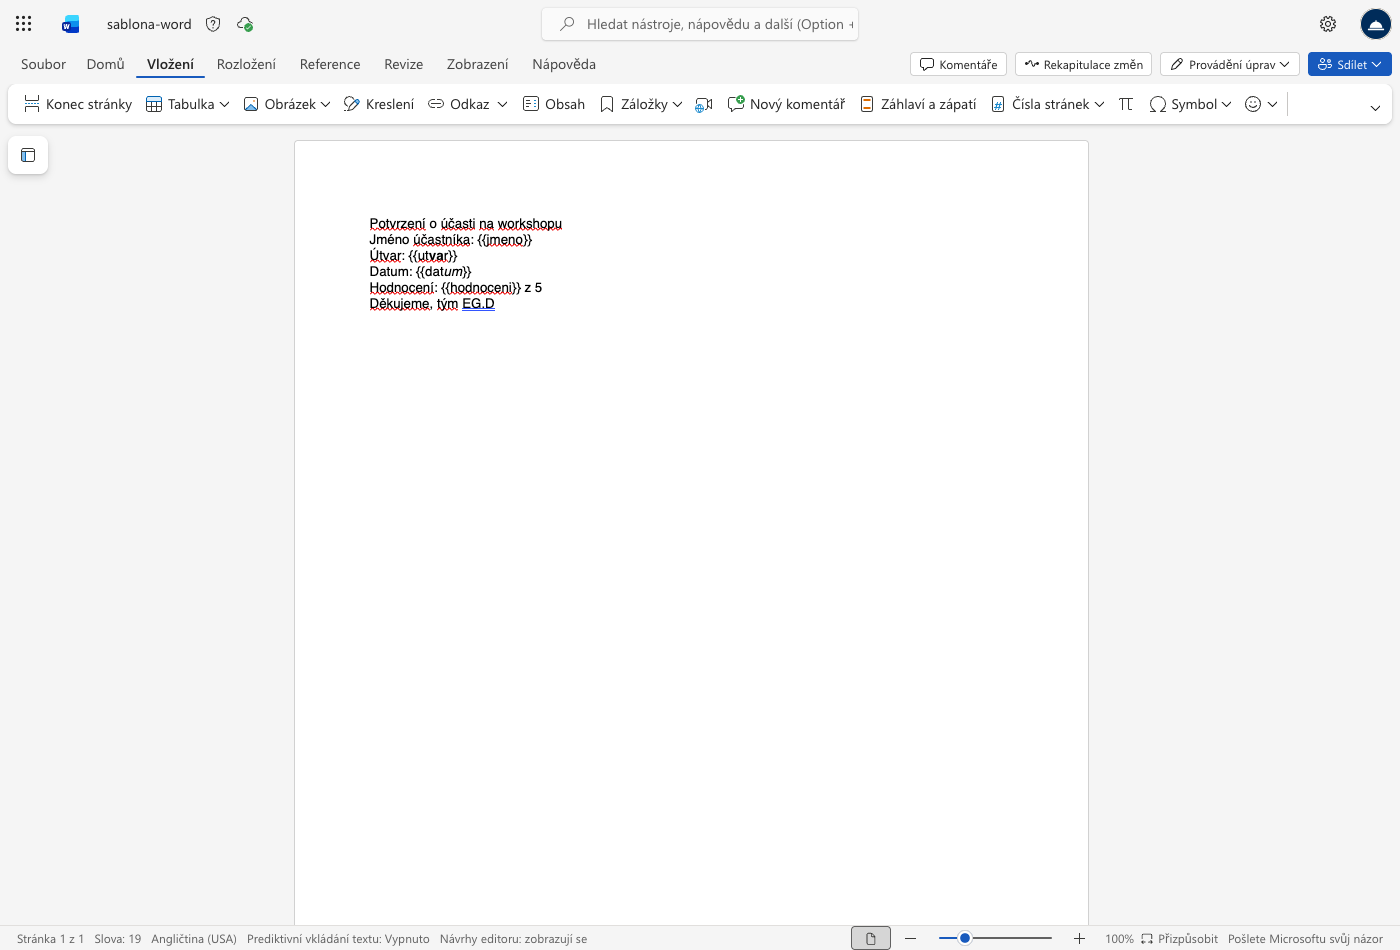 sablona-word
Hledat nástroje, nápovědu a další (Option +
Soubor Domů Vložení Rozložení Reference Revize Zobrazení Nápověda
Komentáře Rekapitulace změn Provádění úprav Sdílet
Konec stránky Tabulka Obrázek Kreslení Odkaz Obsah Záložky Nový komentář Záhlaví a zápatí Čísla stránek Symbol
Potvrzení o účasti na workshopu
Jméno účastníka: {{jmeno}}
Útvar: {{utvar}}
Datum: {{datum}}
Hodnocení: {{hodnoceni}} z 5
Děkujeme, tým EG.D
Stránka 1 z 1 Slova: 19 Angličtina (USA) Prediktivní vkládání textu: Vypnuto Návrhy editoru: zobrazují se 100% Přizpůsobit Pošlete Microsoftu svůj názor